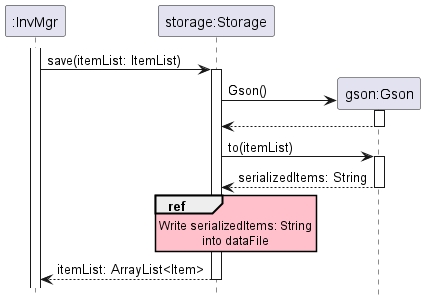 :InvMgr
storage:Storage
save(itemList: ItemList)
Gson()
gson:Gson
to(itemList)
serializedItems: String
ref
Write serializedItems: String
into dataFile
itemList: ArrayList<Item>